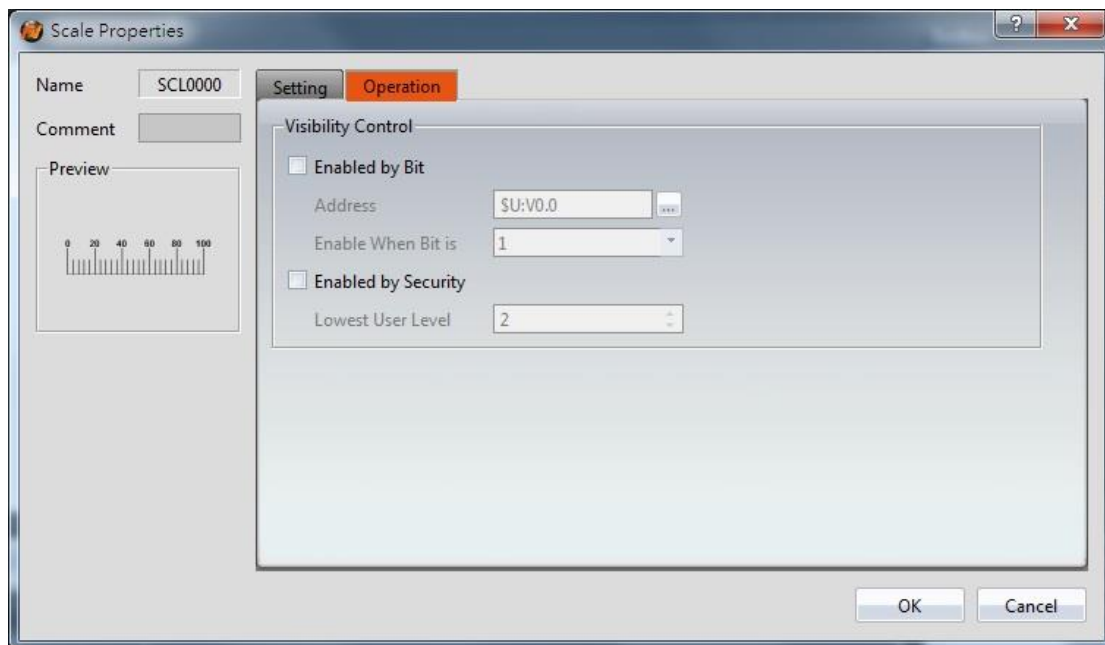 Scale Properties
Name SCL0000
Comment
Preview
0 20 40 60 80 100
Setting Operation
Visibility Control
Enabled by Bit
Address $U:V0.0 ...
Enable When Bit is 1
Enabled by Security
Lowest User Level 2
OK Cancel